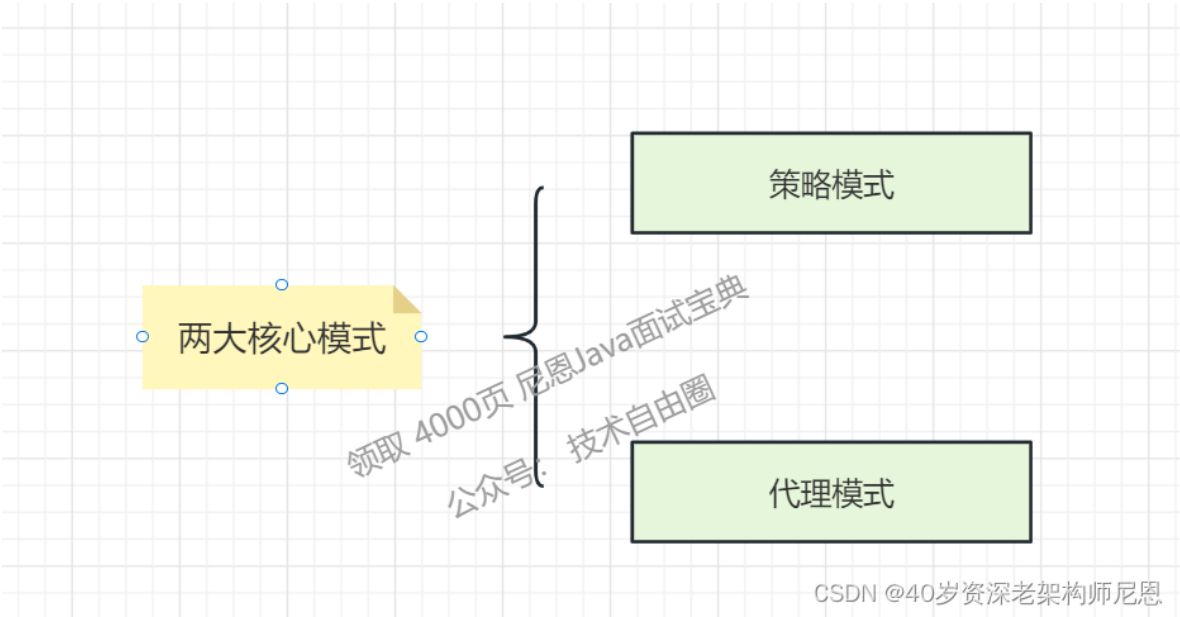 策略模式
两大核心模式
领取 4000页 尼恩Java面试宝典
公众号： 技术自由圈
代理模式
CSDN @40岁资深老架构师尼恩